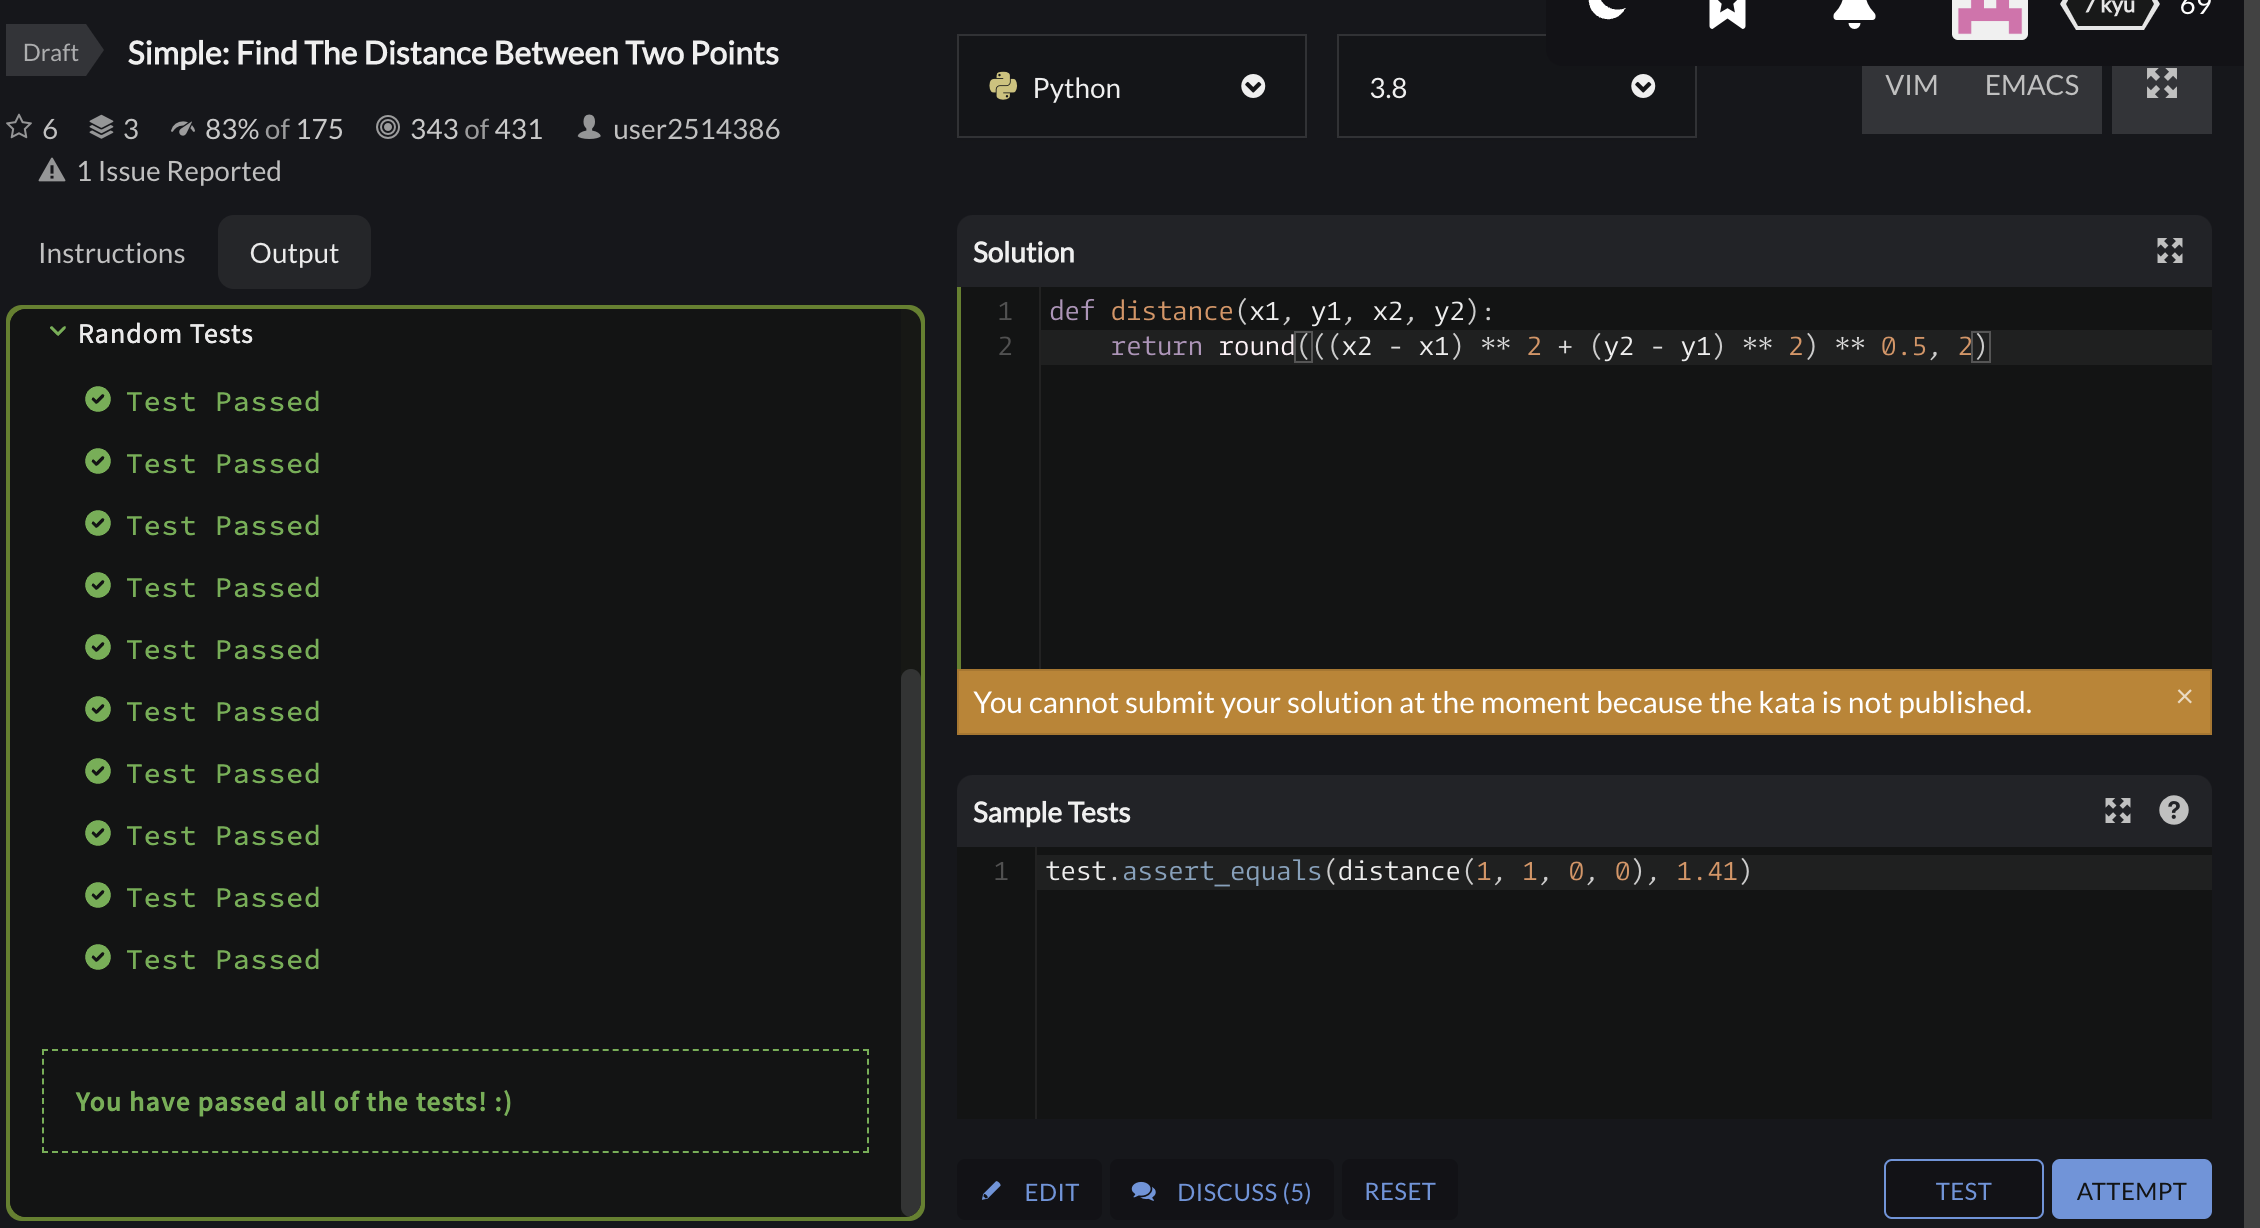 Draft
Simple: Find The Distance Between Two Points
6 3 83% of 175 343 of 431 user2514386
1 Issue Reported
Instructions Output
Random Tests
Test Passed
Test Passed
Test Passed
Test Passed
Test Passed
Test Passed
Test Passed
Test Passed
Test Passed
Test Passed
You have passed all of the tests! :)
7 kyu 69
Python
3.8
VIM EMACS
Solution
1 def distance(x1, y1, x2, y2):
2 return round(((x2 - x1) ** 2 + (y2 - y1) ** 2) ** 0.5, 2)
You cannot submit your solution at the moment because the kata is not published. ×
Sample Tests ?
1 test.assert_equals(distance(1, 1, 0, 0), 1.41)
EDIT DISCUSS (5) RESET TEST ATTEMPT